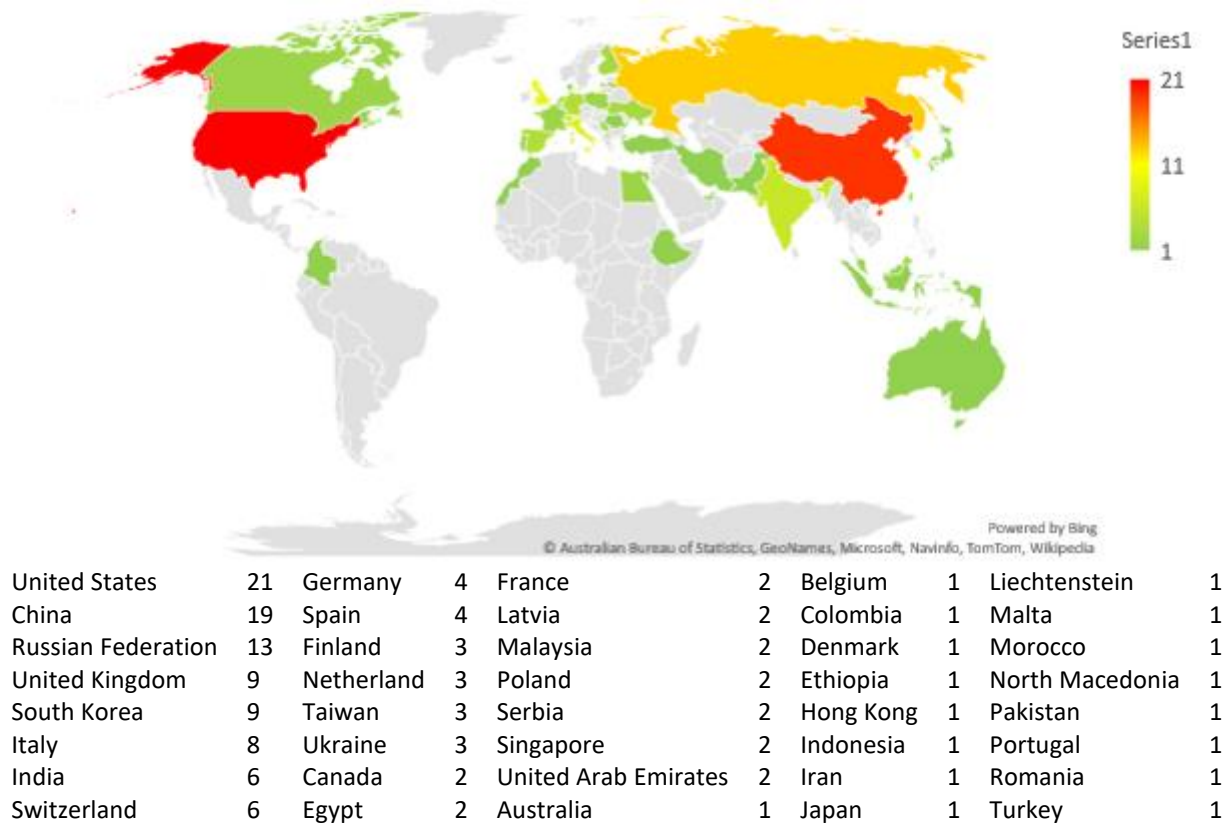 Series1
21
11
1
Powered by Bing
© Australian Bureau of Statistics, GeoNames, Microsoft, Navinfo, TomTom, Wikipedia
United States 21 Germany 4 France 2 Belgium 1 Liechtenstein 1
China 19 Spain 4 Latvia 2 Colombia 1 Malta 1
Russian Federation 13 Finland 3 Malaysia 2 Denmark 1 Morocco 1
United Kingdom 9 Netherland 3 Poland 2 Ethiopia 1 North Macedonia 1
South Korea 9 Taiwan 3 Serbia 2 Hong Kong 1 Pakistan 1
Italy 8 Ukraine 3 Singapore 2 Indonesia 1 Portugal 1
India 6 Canada 2 United Arab Emirates 2 Iran 1 Romania 1
Switzerland 6 Egypt 2 Australia 1 Japan 1 Turkey 1